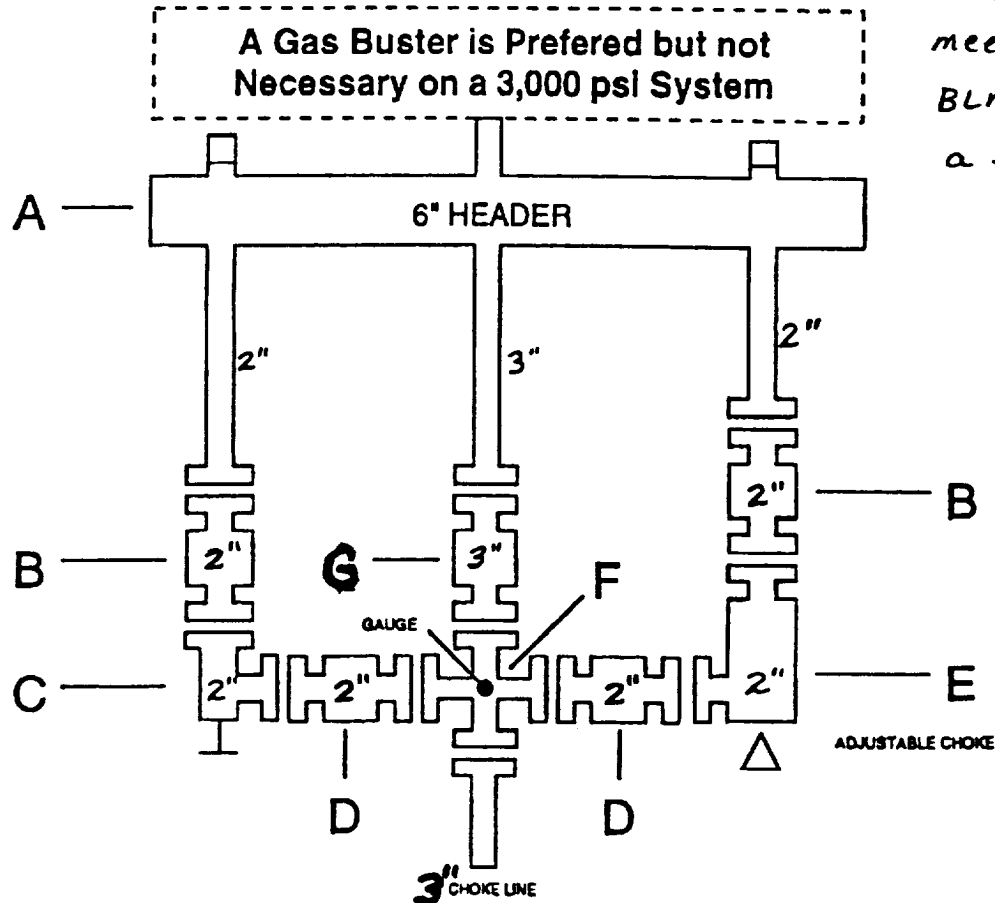 A Gas Buster is Prefered but not
Necessary on a 3,000 psi System
A
6" HEADER
2"
3"
2"
B
2"
G
3"
2"
B
GAUGE
F
C
2"
2"
2"
2"
E
ADJUSTABLE CHOKE
D
D
3" CHOKE LINE